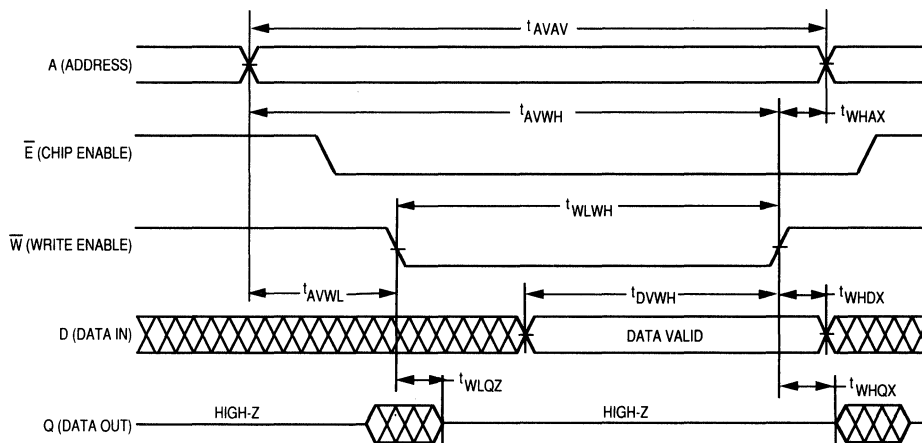 tAVAV
A (ADDRESS)
tAVWH
tWHAX
E (CHIP ENABLE)
tWLWH
W (WRITE ENABLE)
tAVWL
tDVWH
tWHDX
D (DATA IN)
DATA VALID
tWLQZ
tWHQX
Q (DATA OUT)
HIGH-Z
HIGH-Z